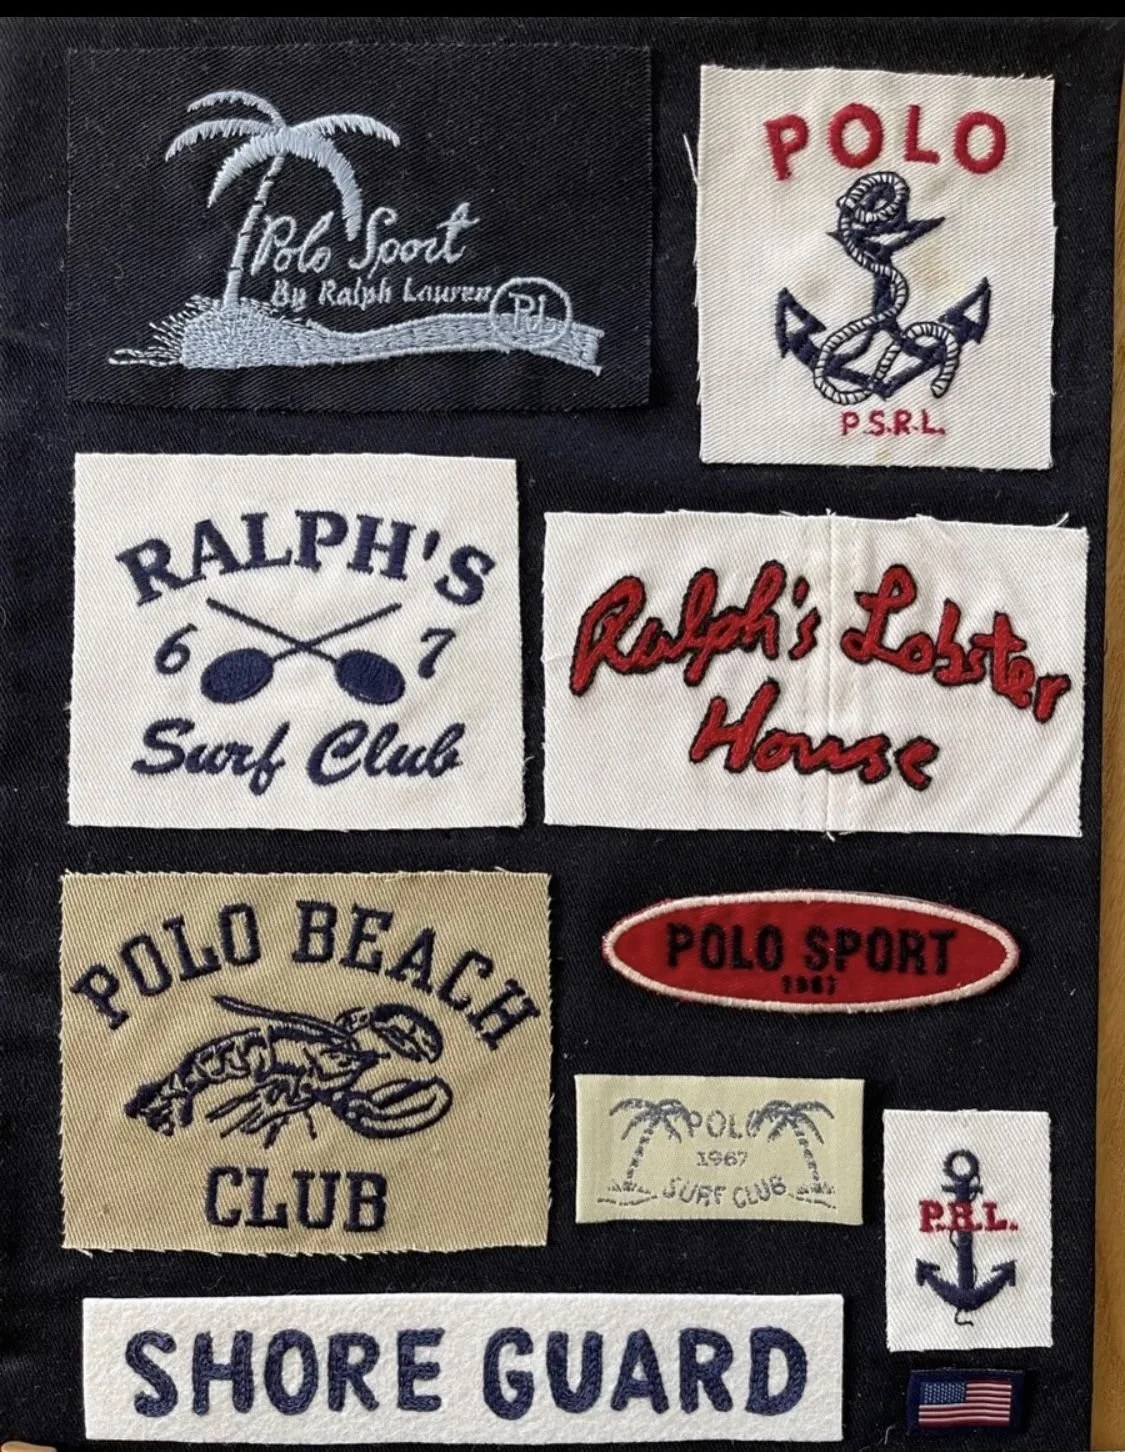 Polo Sport
By Ralph Lauren
RL
POLO
P.S.R.L.
RALPH'S
6 7
Surf Club
Ralph's Lobster
House
POLO BEACH
CLUB
POLO SPORT
1967
POLO
1967
SURF CLUB
P.R.L.
SHORE GUARD